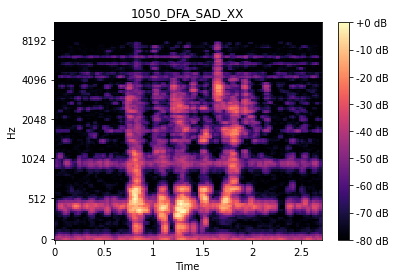 1050_DFA_SAD_XX
Hz
8192
4096
2048
1024
512
0
0
0.5
1
1.5
2
2.5
Time
+0 dB
-10 dB
-20 dB
-30 dB
-40 dB
-50 dB
-60 dB
-70 dB
-80 dB